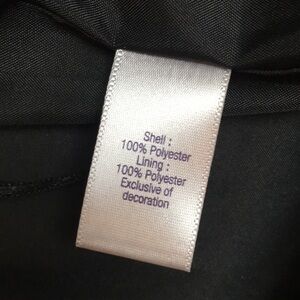 Shell :
100% Polyester
Lining :
100% Polyester
Exclusive of
decoration